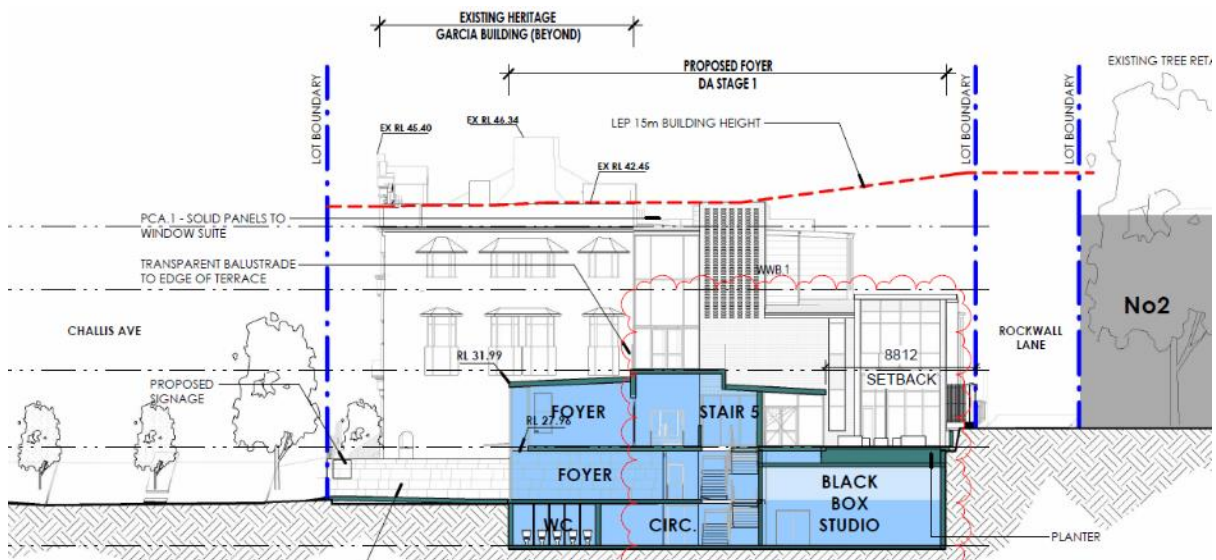 EXISTING HERITAGE
GARCIA BUILDING (BEYOND)
PROPOSED FOYER
DA STAGE 1
EXISTING TREE RETA
LOT BOUNDARY
LOT BOUNDARY
LOT BOUNDARY
EX RL 45.40
EX RL 46.34
LEP 15m BUILDING HEIGHT
EX RL 42.45
PCA.1 - SOLID PANELS TO
WINDOW SUITE
TRANSPARENT BALUSTRADE
TO EDGE OF TERRACE
WWB.1
CHALLIS AVE
ROCKWALL
LANE
No2
RL 31.99
8812
SETBACK
PROPOSED
SIGNAGE
FOYER
STAIR 5
RL 27.96
FOYER
BLACK
BOX
STUDIO
WC
CIRC.
PLANTER